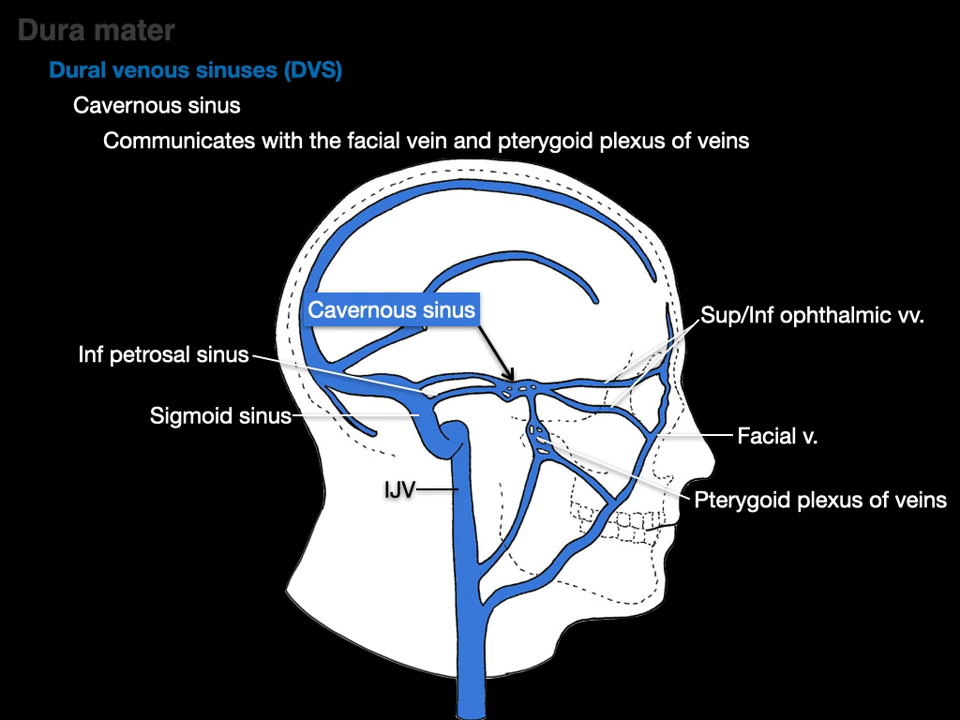 Dura mater
Dural venous sinuses (DVS)
Cavernous sinus
Communicates with the facial vein and pterygoid plexus of veins
Cavernous sinus
Sup/Inf ophthalmic vv.
Inf petrosal sinus
Sigmoid sinus
Facial v.
IJV
Pterygoid plexus of veins